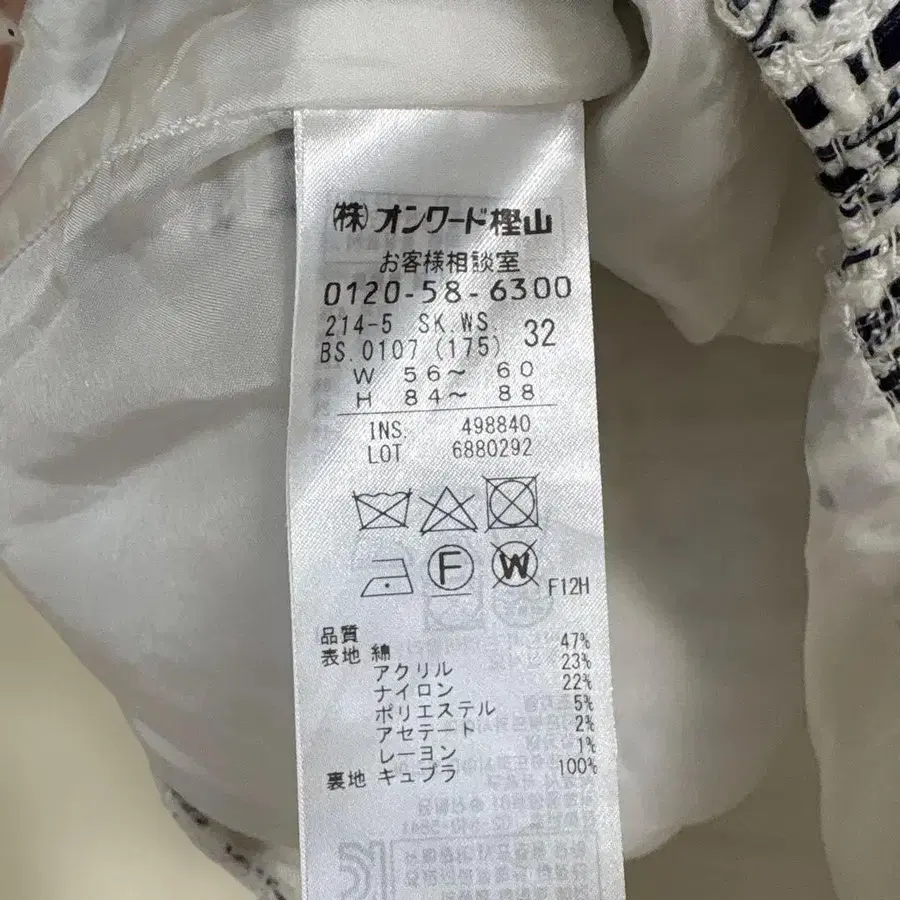 (株)オンワード樫山
お客様相談室
0120-58-6300
214-5 SK.WS.
BS.0107(175) 32
W 56～ 60
H 84～ 88
INS. 498840
LOT 6880292
F
W
F12H
品質
表地 綿 47%
アクリル 23%
ナイロン 22%
ポリエステル 5%
アセテート 2%
レーヨン 1%
裏地 キュプラ 100%